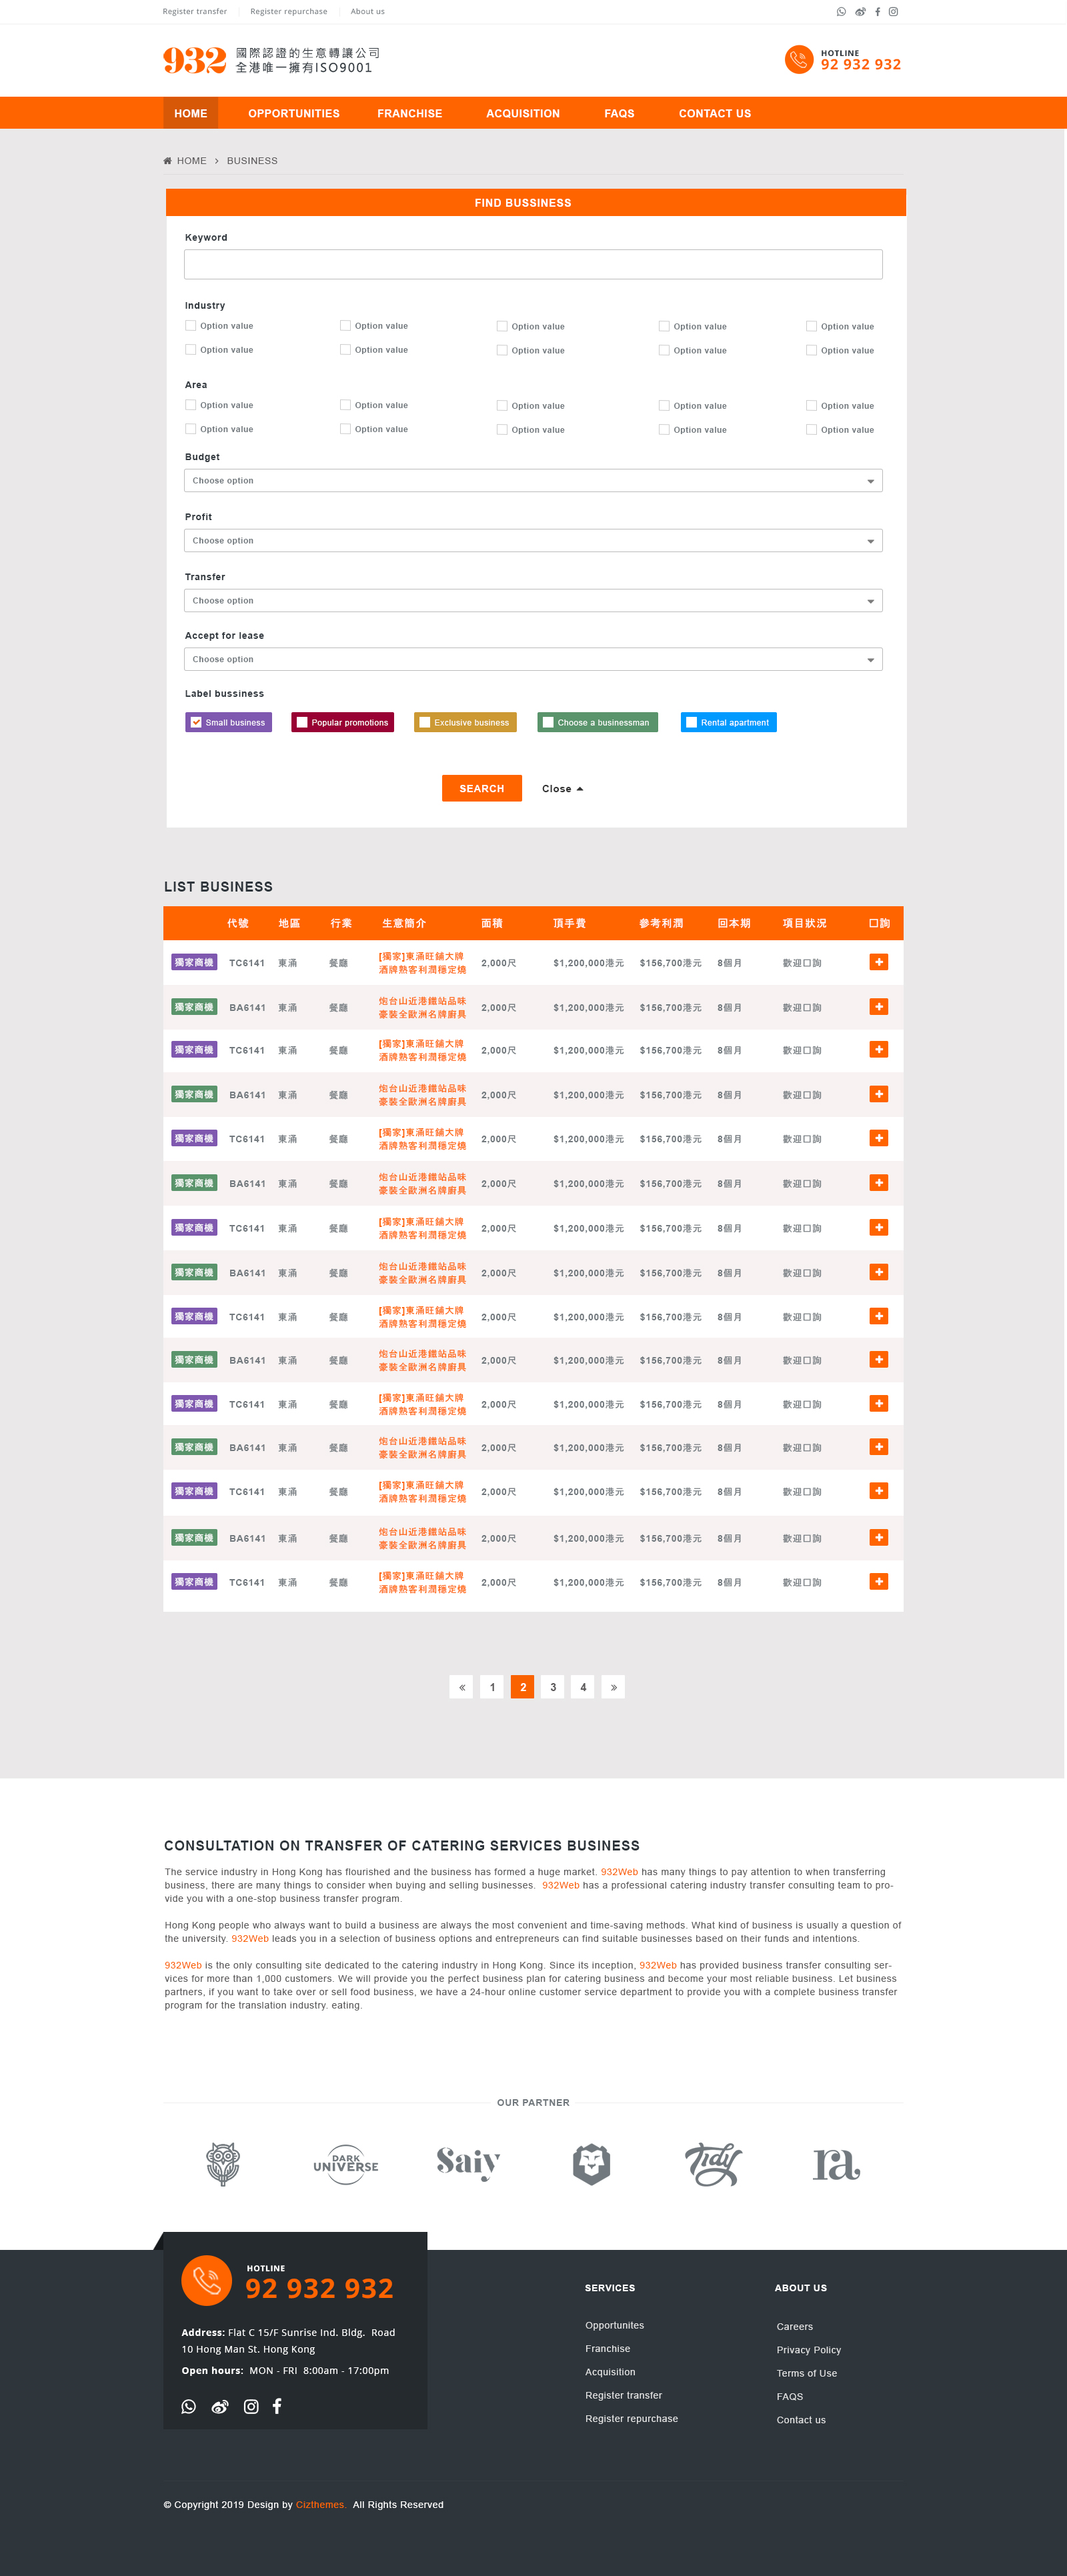 Register transfer Register repurchase About us
932 國際認證的生意轉讓公司
全港唯一擁有ISO9001
HOTLINE
92 932 932
HOME OPPORTUNITIES FRANCHISE ACQUISITION FAQS CONTACT US
HOME > BUSINESS
FIND BUSSINESS
Keyword
Industry
Option value Option value Option value Option value Option value
Option value Option value Option value Option value Option value
Area
Option value Option value Option value Option value Option value
Option value Option value Option value Option value Option value
Budget
Choose option
Profit
Choose option
Transfer
Choose option
Accept for lease
Choose option
Label bussiness
Small business Popular promotions Exclusive business Choose a businessman Rental apartment
SEARCH Close
LIST BUSINESS
代號 地區 行業 生意簡介 面積 頂手費 參考利潤 回本期 項目狀況 口詢
獨家商機 TC6141 東涌 餐廳 [獨家]東涌旺鋪大牌 2,000尺 $1,200,000港元 $156,700港元 8個月 歡迎口詢
酒牌熟客利潤穩定燒
獨家商機 BA6141 東涌 餐廳 炮台山近港鐵站品味 2,000尺 $1,200,000港元 $156,700港元 8個月 歡迎口詢
豪裝全歐洲名牌廚具
獨家商機 TC6141 東涌 餐廳 [獨家]東涌旺鋪大牌 2,000尺 $1,200,000港元 $156,700港元 8個月 歡迎口詢
酒牌熟客利潤穩定燒
獨家商機 BA6141 東涌 餐廳 炮台山近港鐵站品味 2,000尺 $1,200,000港元 $156,700港元 8個月 歡迎口詢
豪裝全歐洲名牌廚具
獨家商機 TC6141 東涌 餐廳 [獨家]東涌旺鋪大牌 2,000尺 $1,200,000港元 $156,700港元 8個月 歡迎口詢
酒牌熟客利潤穩定燒
獨家商機 BA6141 東涌 餐廳 炮台山近港鐵站品味 2,000尺 $1,200,000港元 $156,700港元 8個月 歡迎口詢
豪裝全歐洲名牌廚具
獨家商機 TC6141 東涌 餐廳 [獨家]東涌旺鋪大牌 2,000尺 $1,200,000港元 $156,700港元 8個月 歡迎口詢
酒牌熟客利潤穩定燒
獨家商機 BA6141 東涌 餐廳 炮台山近港鐵站品味 2,000尺 $1,200,000港元 $156,700港元 8個月 歡迎口詢
豪裝全歐洲名牌廚具
獨家商機 TC6141 東涌 餐廳 [獨家]東涌旺鋪大牌 2,000尺 $1,200,000港元 $156,700港元 8個月 歡迎口詢
酒牌熟客利潤穩定燒
獨家商機 BA6141 東涌 餐廳 炮台山近港鐵站品味 2,000尺 $1,200,000港元 $156,700港元 8個月 歡迎口詢
豪裝全歐洲名牌廚具
獨家商機 TC6141 東涌 餐廳 [獨家]東涌旺鋪大牌 2,000尺 $1,200,000港元 $156,700港元 8個月 歡迎口詢
酒牌熟客利潤穩定燒
獨家商機 BA6141 東涌 餐廳 炮台山近港鐵站品味 2,000尺 $1,200,000港元 $156,700港元 8個月 歡迎口詢
豪裝全歐洲名牌廚具
獨家商機 TC6141 東涌 餐廳 [獨家]東涌旺鋪大牌 2,000尺 $1,200,000港元 $156,700港元 8個月 歡迎口詢
酒牌熟客利潤穩定燒
獨家商機 BA6141 東涌 餐廳 炮台山近港鐵站品味 2,000尺 $1,200,000港元 $156,700港元 8個月 歡迎口詢
豪裝全歐洲名牌廚具
獨家商機 TC6141 東涌 餐廳 [獨家]東涌旺鋪大牌 2,000尺 $1,200,000港元 $156,700港元 8個月 歡迎口詢
酒牌熟客利潤穩定燒
« 1 2 3 4 »
CONSULTATION ON TRANSFER OF CATERING SERVICES BUSINESS
The service industry in Hong Kong has flourished and the business has formed a huge market. 932Web has many things to pay attention to when transferring
business, there are many things to consider when buying and selling businesses. 932Web has a professional catering industry transfer consulting team to pro-
vide you with a one-stop business transfer program.
Hong Kong people who always want to build a business are always the most convenient and time-saving methods. What kind of business is usually a question of
the university. 932Web leads you in a selection of business options and entrepreneurs can find suitable businesses based on their funds and intentions.
932Web is the only consulting site dedicated to the catering industry in Hong Kong. Since its inception, 932Web has provided business transfer consulting ser-
vices for more than 1,000 customers. We will provide you the perfect business plan for catering business and become your most reliable business. Let business
partners, if you want to take over or sell food business, we have a 24-hour online customer service department to provide you with a complete business transfer
program for the translation industry. eating.
OUR PARTNER
DARK
UNIVERSE
Saiy
Tidy
ra
HOTLINE
92 932 932
Address: Flat C 15/F Sunrise Ind. Bldg. Road
10 Hong Man St. Hong Kong
Open hours: MON - FRI 8:00am - 17:00pm
SERVICES
Opportunites
Franchise
Acquisition
Register transfer
Register repurchase
ABOUT US
Careers
Privacy Policy
Terms of Use
FAQS
Contact us
© Copyright 2019 Design by Cizthemes. All Rights Reserved